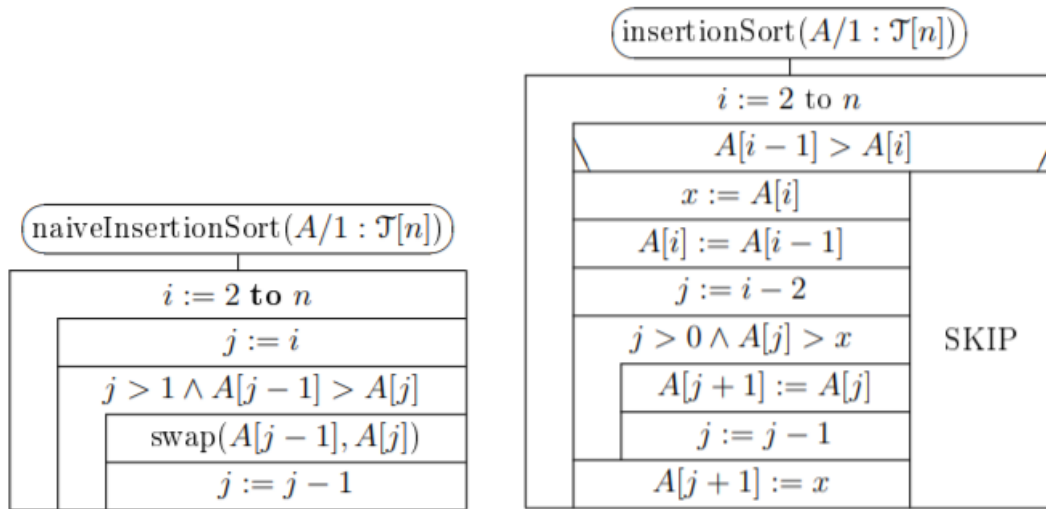 naiveInsertionSort(A/1 : 𝒯[n])
i := 2 to n
j := i
j > 1 ∧ A[j − 1] > A[j]
swap(A[j − 1], A[j])
j := j − 1
insertionSort(A/1 : 𝒯[n])
i := 2 to n
A[i − 1] > A[i]
x := A[i]
A[i] := A[i − 1]
j := i − 2
j > 0 ∧ A[j] > x
A[j + 1] := A[j]
j := j − 1
A[j + 1] := x
SKIP